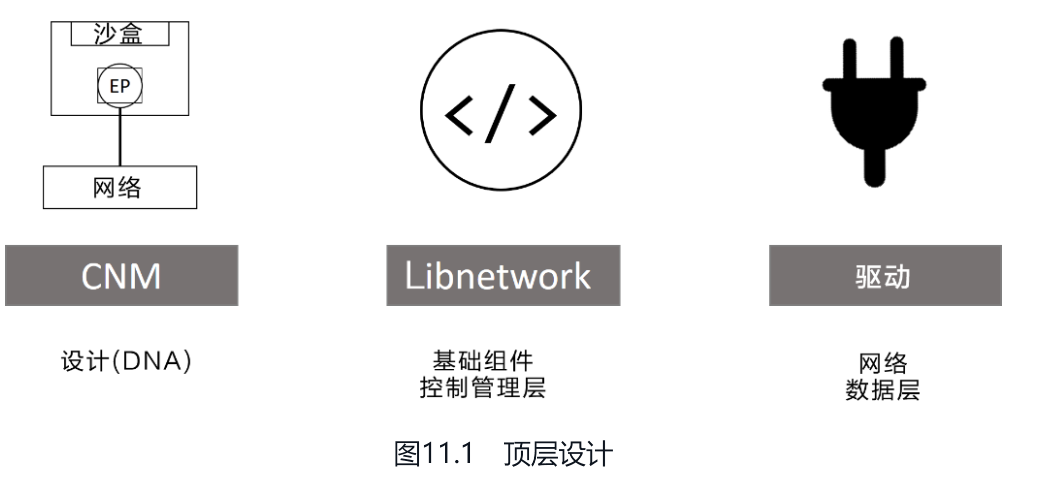 沙盒
EP
网络
</>
CNM
Libnetwork
驱动
设计(DNA)
基础组件
控制管理层
网络
数据层
图11.1 顶层设计